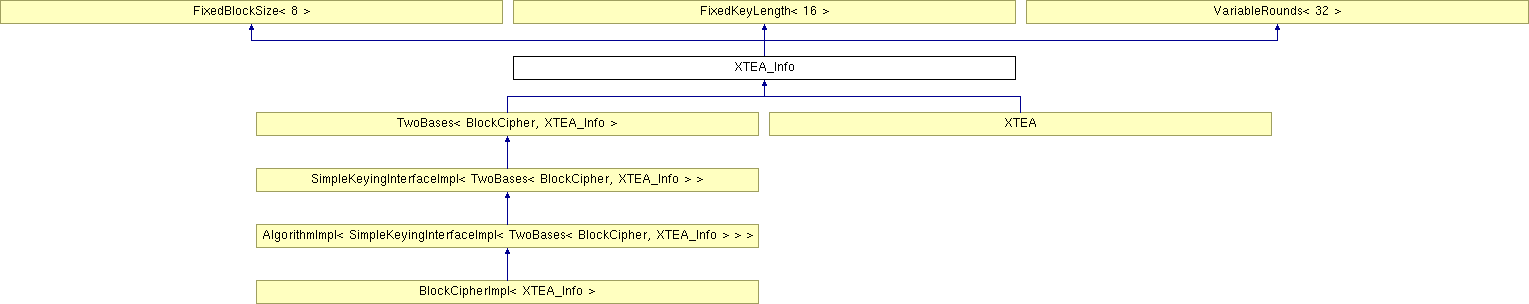 FixedBlockSize< 8 >
FixedKeyLength< 16 >
VariableRounds< 32 >
XTEA_Info
TwoBases< BlockCipher, XTEA_Info >
XTEA
SimpleKeyingInterfaceImpl< TwoBases< BlockCipher, XTEA_Info > >
AlgorithmImpl< SimpleKeyingInterfaceImpl< TwoBases< BlockCipher, XTEA_Info > > >
BlockCipherImpl< XTEA_Info >